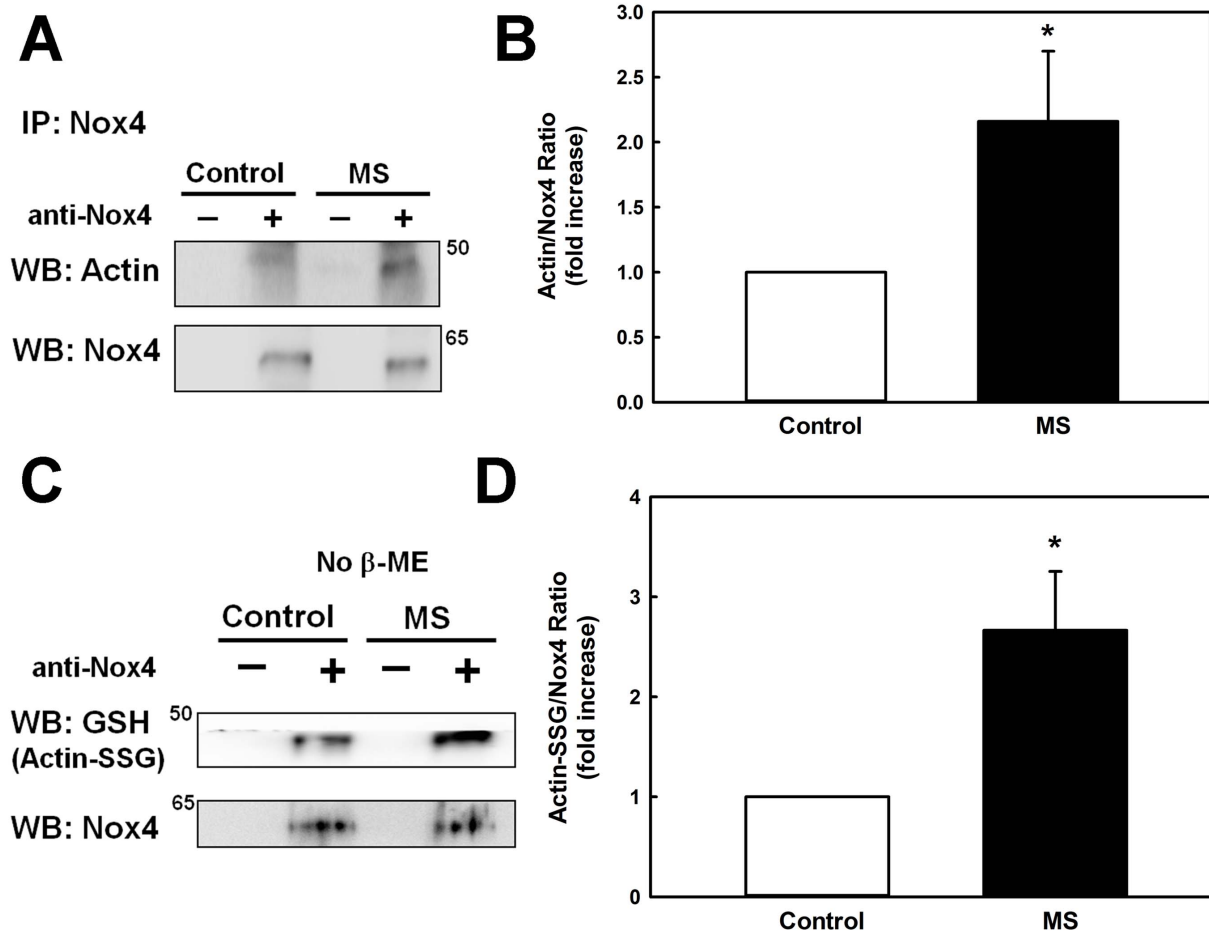 A
IP: Nox4
Control MS
anti-Nox4 – + – +
WB: Actin 50
WB: Nox4 65
B
Actin/Nox4 Ratio
(fold increase)
3.0
2.5
2.0
1.5
1.0
0.5
0.0
*
Control MS
C
No β-ME
Control MS
anti-Nox4 – + – +
WB: GSH 50
(Actin-SSG)
WB: Nox4 65
D
Actin-SSG/Nox4 Ratio
(fold increase)
4
3
2
1
0
*
Control MS